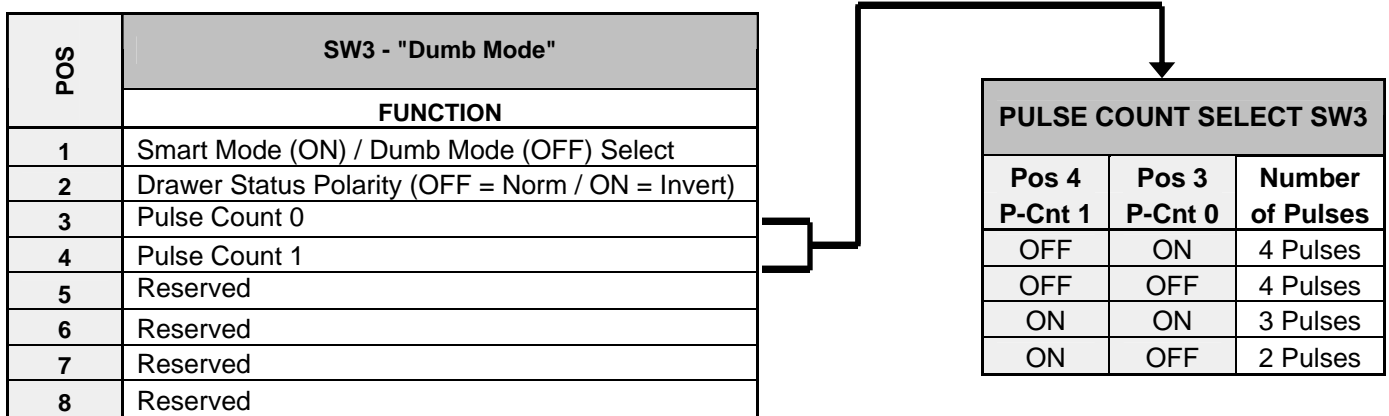 POS
SW3 - "Dumb Mode"
FUNCTION
1 Smart Mode (ON) / Dumb Mode (OFF) Select
2 Drawer Status Polarity (OFF = Norm / ON = Invert)
3 Pulse Count 0
4 Pulse Count 1
5 Reserved
6 Reserved
7 Reserved
8 Reserved
PULSE COUNT SELECT SW3
Pos 4 Pos 3 Number
P-Cnt 1 P-Cnt 0 of Pulses
OFF ON 4 Pulses
OFF OFF 4 Pulses
ON ON 3 Pulses
ON OFF 2 Pulses